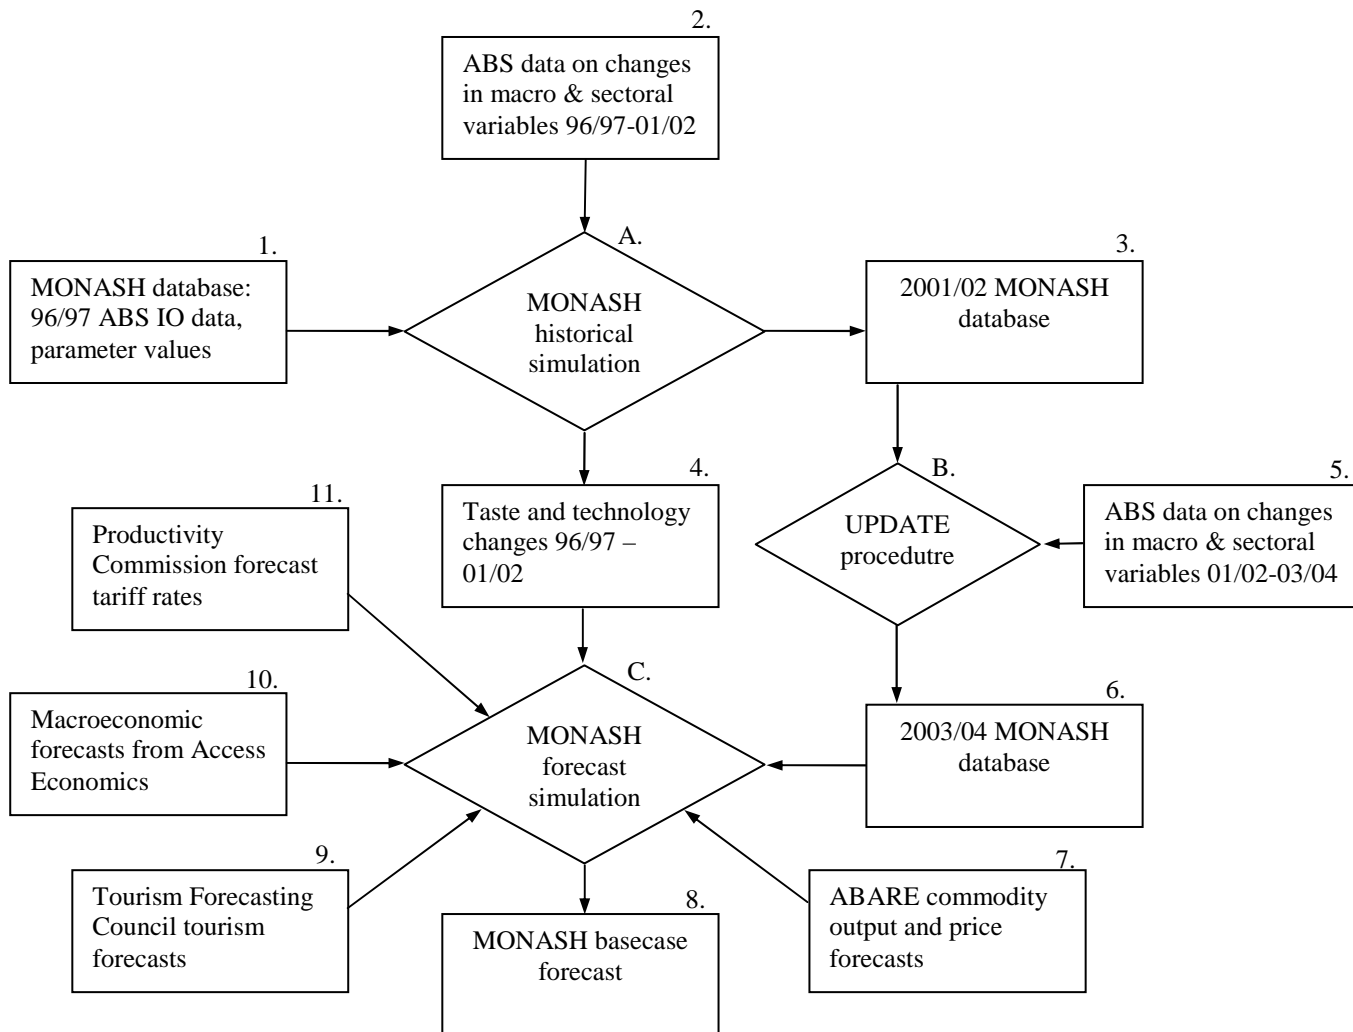 2.
ABS data on changes
in macro & sectoral
variables 96/97-01/02
A.
MONASH
historical
simulation
1.
MONASH database:
96/97 ABS IO data,
parameter values
3.
2001/02 MONASH
database
4.
Taste and technology
changes 96/97 –
01/02
B.
UPDATE
procedutre
5.
ABS data on changes
in macro & sectoral
variables 01/02-03/04
11.
Productivity
Commission forecast
tariff rates
C.
MONASH
forecast
simulation
10.
Macroeconomic
forecasts from Access
Economics
6.
2003/04 MONASH
database
9.
Tourism Forecasting
Council tourism
forecasts
8.
MONASH basecase
forecast
7.
ABARE commodity
output and price
forecasts